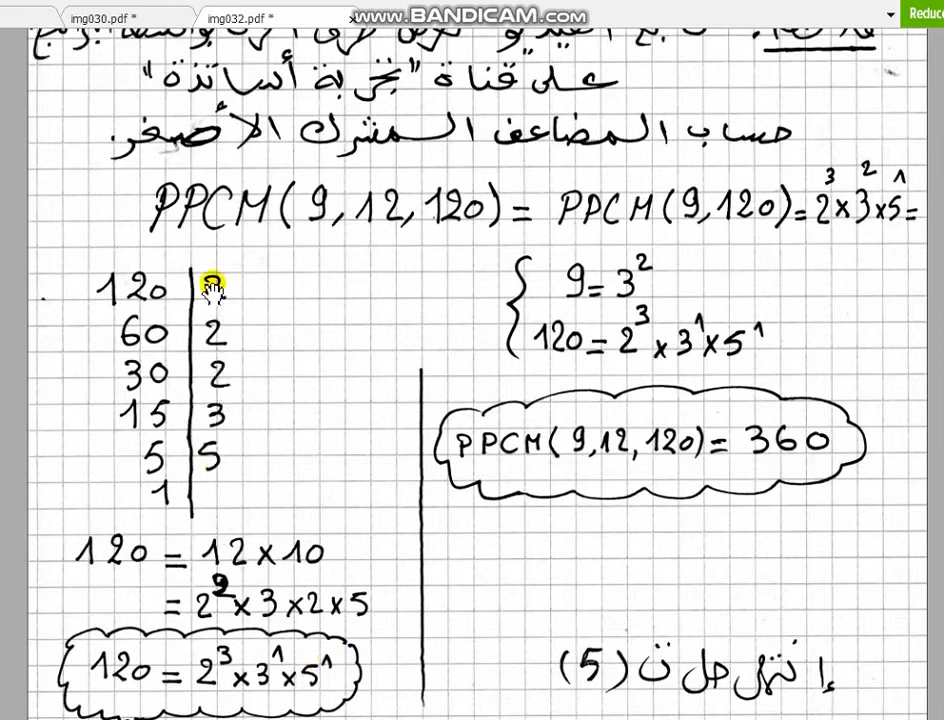 img030.pdf *
img032.pdf *
www.BANDICAM.com
Reduce
على قناة "تجربة أساتذة"
حساب المضاعف المشترك الأصغر.
PPCM(9,12,120) = PPCM(9,120) = 2³×3²×5¹ =
120 | 2
60 | 2
30 | 2
15 | 3
5 | 5
1 |
9 = 3²
120 = 2³ × 3¹ × 5¹
PPCM(9,12,120) = 360
120 = 12 × 10
= 2² × 3 × 2 × 5
120 = 2³ × 3¹ × 5¹
إنتهى حل ت (5)